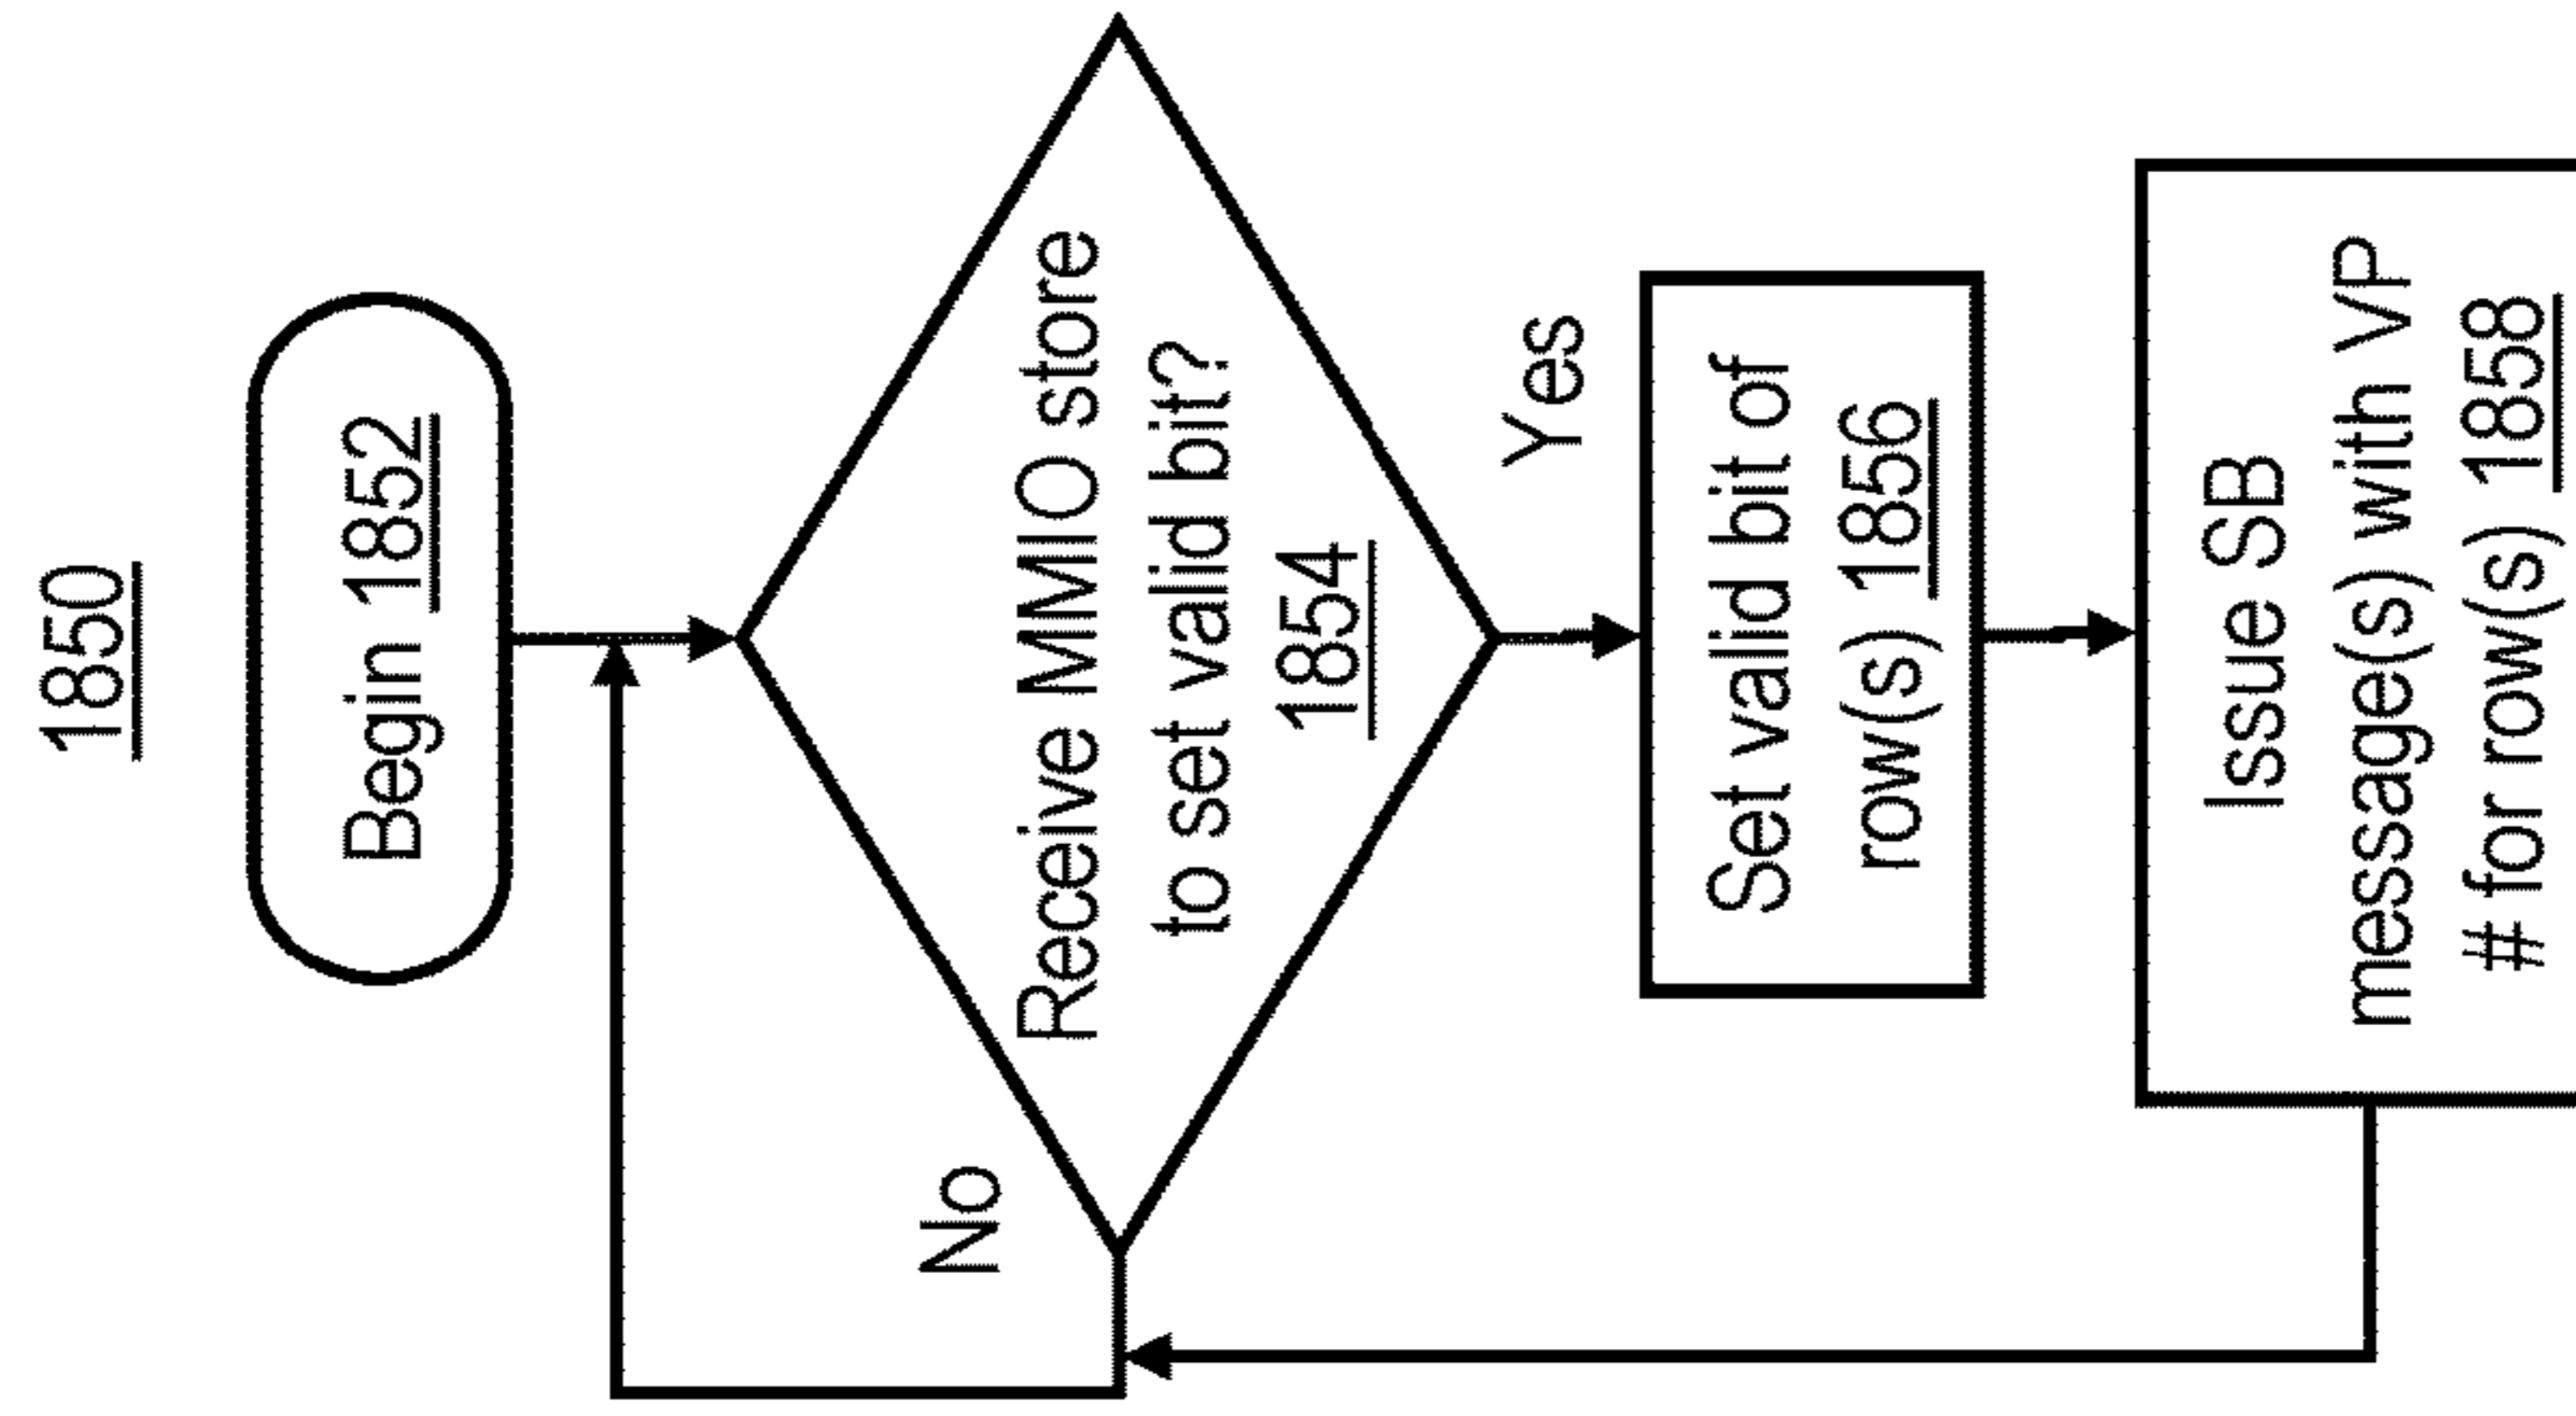 1850
Begin 1852
Receive MMIO store
to set valid bit?
1854
No
Yes
Set valid bit of
row(s) 1856
Issue SB
message(s) with VP
# for row(s) 1858